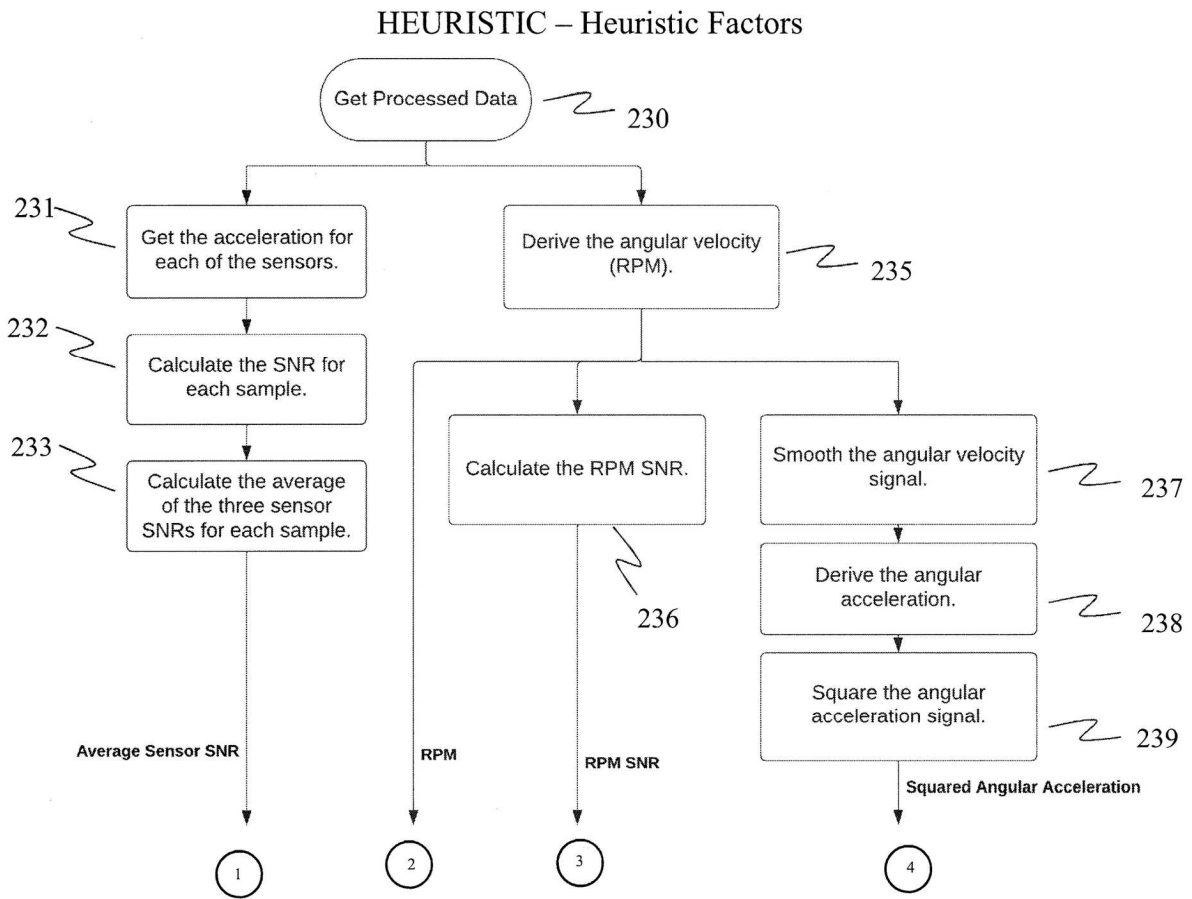 HEURISTIC – Heuristic Factors
Get Processed Data
230
231
Get the acceleration for
each of the sensors.
Derive the angular velocity
(RPM).
235
232
Calculate the SNR for
each sample.
233
Calculate the average
of the three sensor
SNRs for each sample.
Calculate the RPM SNR.
236
Smooth the angular velocity
signal.
237
Derive the angular
acceleration.
238
Square the angular
acceleration signal.
239
Average Sensor SNR
RPM
RPM SNR
Squared Angular Acceleration
1
2
3
4